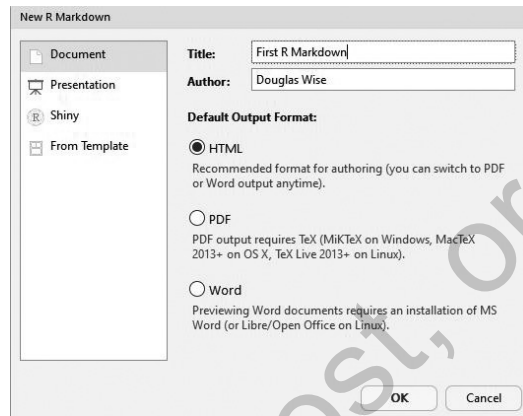 New R Markdown
Document
Presentation
R Shiny
From Template
Title: First R Markdown
Author: Douglas Wise
Default Output Format:
HTML
Recommended format for authoring (you can switch to PDF
or Word output anytime).
PDF
PDF output requires TeX (MiKTeX on Windows, MacTeX
2013+ on OS X, TeX Live 2013+ on Linux).
Word
Previewing Word documents requires an installation of MS
Word (or Libre/Open Office on Linux).
OK Cancel
ost, or